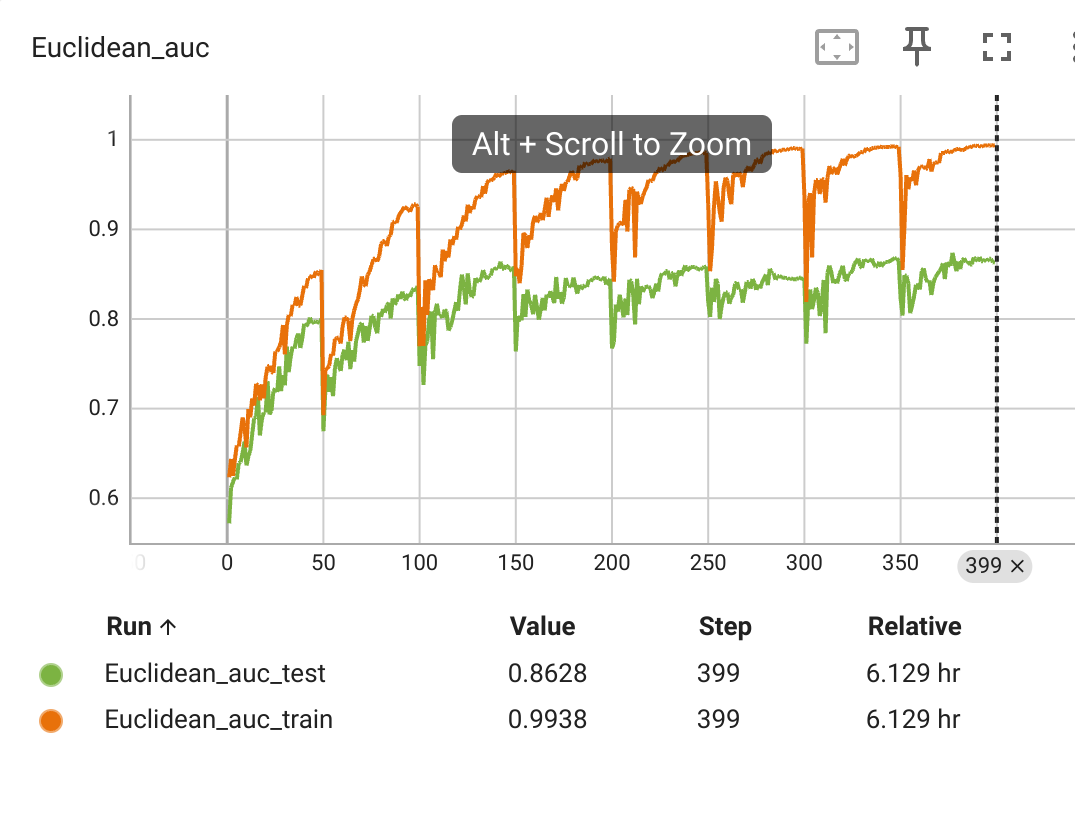 Euclidean_auc
Alt + Scroll to Zoom
1
0.9
0.8
0.7
0.6
0 0 50 100 150 200 250 300 350 399 ×
Run ↑ Value Step Relative
Euclidean_auc_test 0.8628 399 6.129 hr
Euclidean_auc_train 0.9938 399 6.129 hr